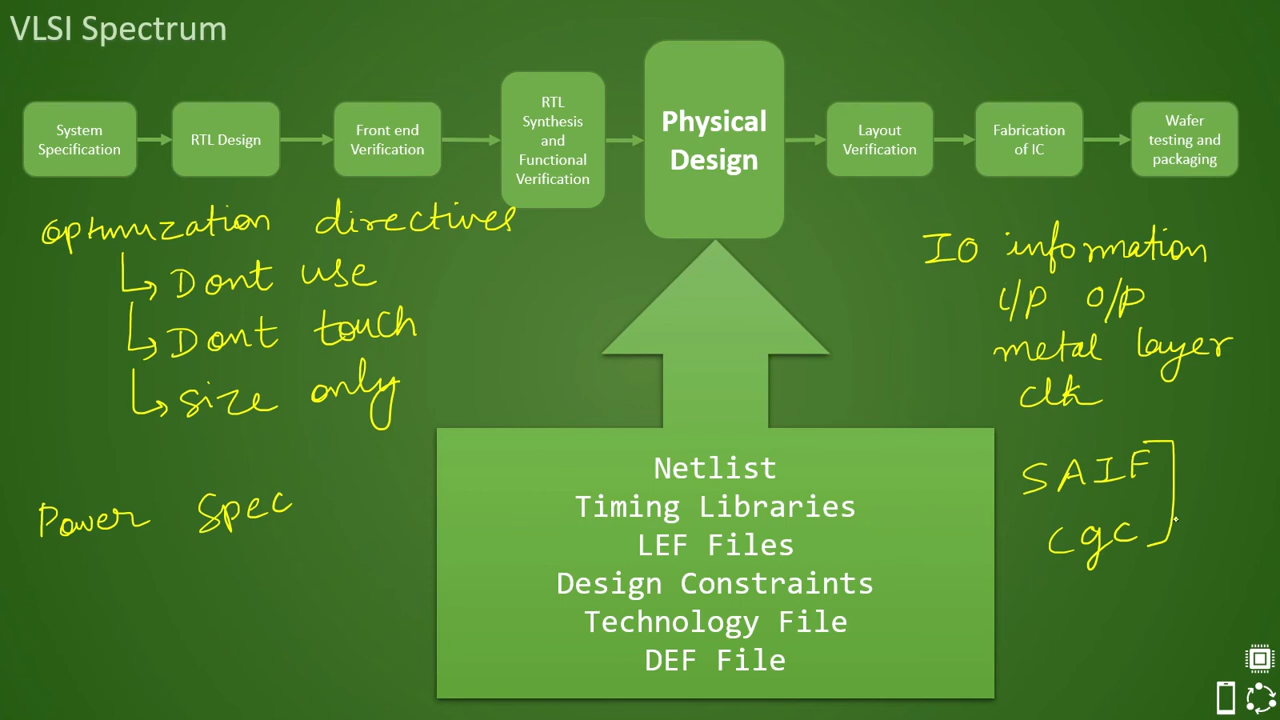 VLSI Spectrum
System
Specification
RTL Design
Front end
Verification
RTL
Synthesis
and
Functional
Verification
Physical
Design
Layout
Verification
Fabrication
of IC
Wafer
testing and
packaging
Optimization directives
Dont use
Dont touch
size only
Power Spec
IO information
i/p o/p
metal layer
clk
SAIF
cgc
Netlist
Timing Libraries
LEF Files
Design Constraints
Technology File
DEF File